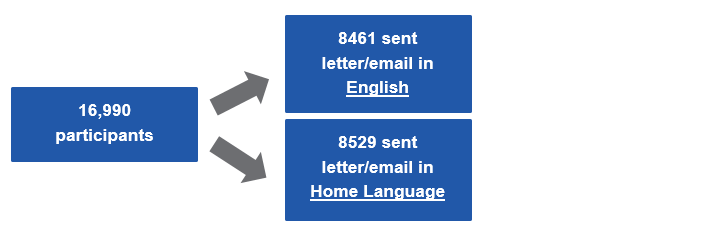 16,990
participants
8461 sent
letter/email in
English
8529 sent
letter/email in
Home Language